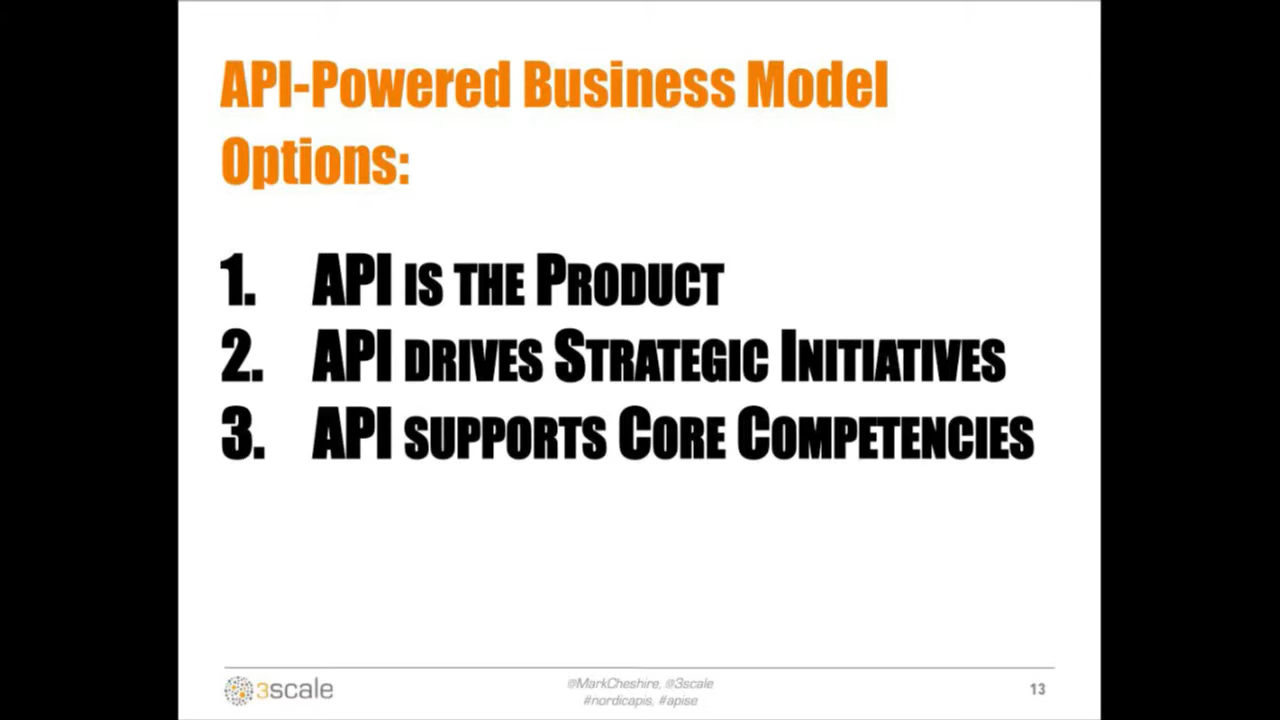 API-Powered Business Model
Options:
1. API IS THE PRODUCT
2. API DRIVES STRATEGIC INITIATIVES
3. API SUPPORTS CORE COMPETENCIES
3scale
@MarkCheshire, @3scale
#nordicapis, #apise
13